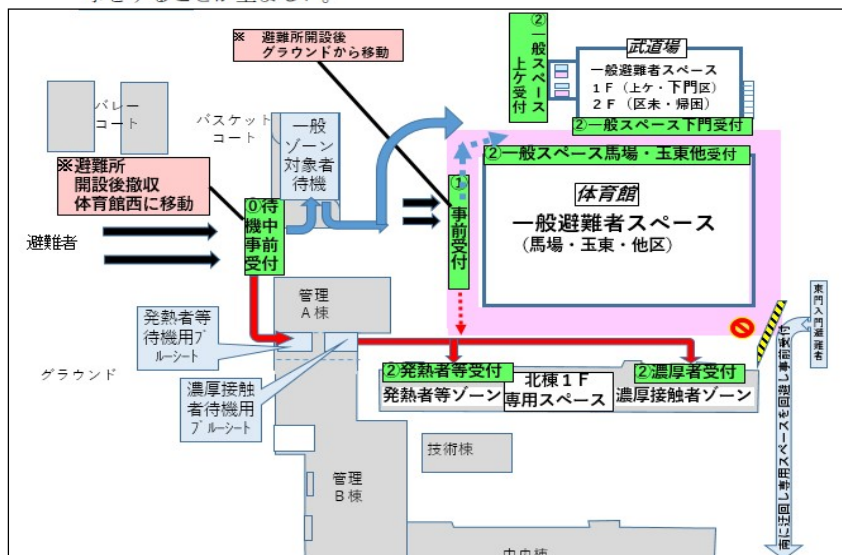 事をすることが望ましい。
※　避難所開設後
グラウンドから移動
②一般スペース
上ケ受付
武道場
一般避難者スペース
1F（上ケ・下門区）
2F（区未・帰困）
②一般スペース下門受付
バレー
コート
バスケット
コート
一般
ゾーン
対象者
待機
②一般スペース馬場・玉東他受付
※避難所
開設後撤収
体育館西に移動
⓪待
機中
事前
受付
①
事前受付
体育館
一般避難者スペース
（馬場・玉東・他区）
避難者
管理
A棟
東門入門避難者
発熱者等
待機用ブ
ルーシート
グラウンド
濃厚接触
者待機用
ブルーシート
②発熱者等受付
発熱者等ゾーン
北棟１F
専用スペース
②濃厚者受付
濃厚接触者ゾーン
南に迂回し専用スペースを回避し事前受付
技術棟
管理
B棟
中央棟